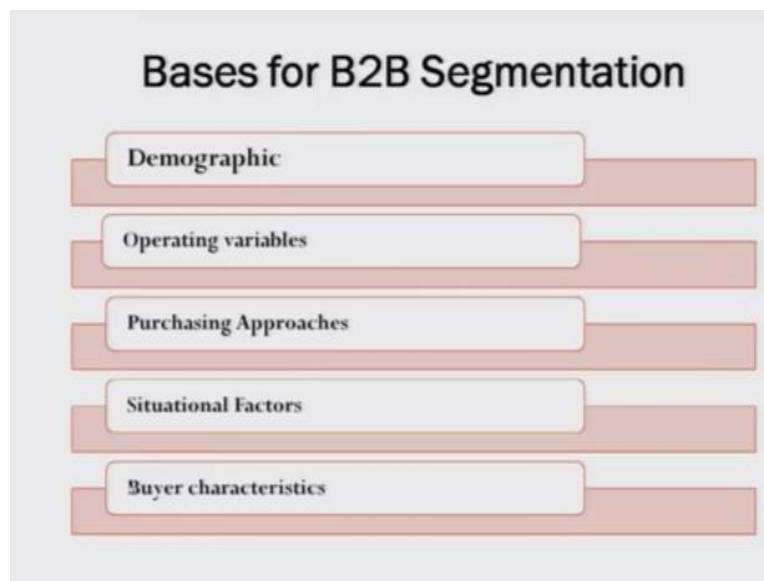 Bases for B2B Segmentation
Demographic
Operating variables
Purchasing Approaches
Situational Factors
Buyer characteristics